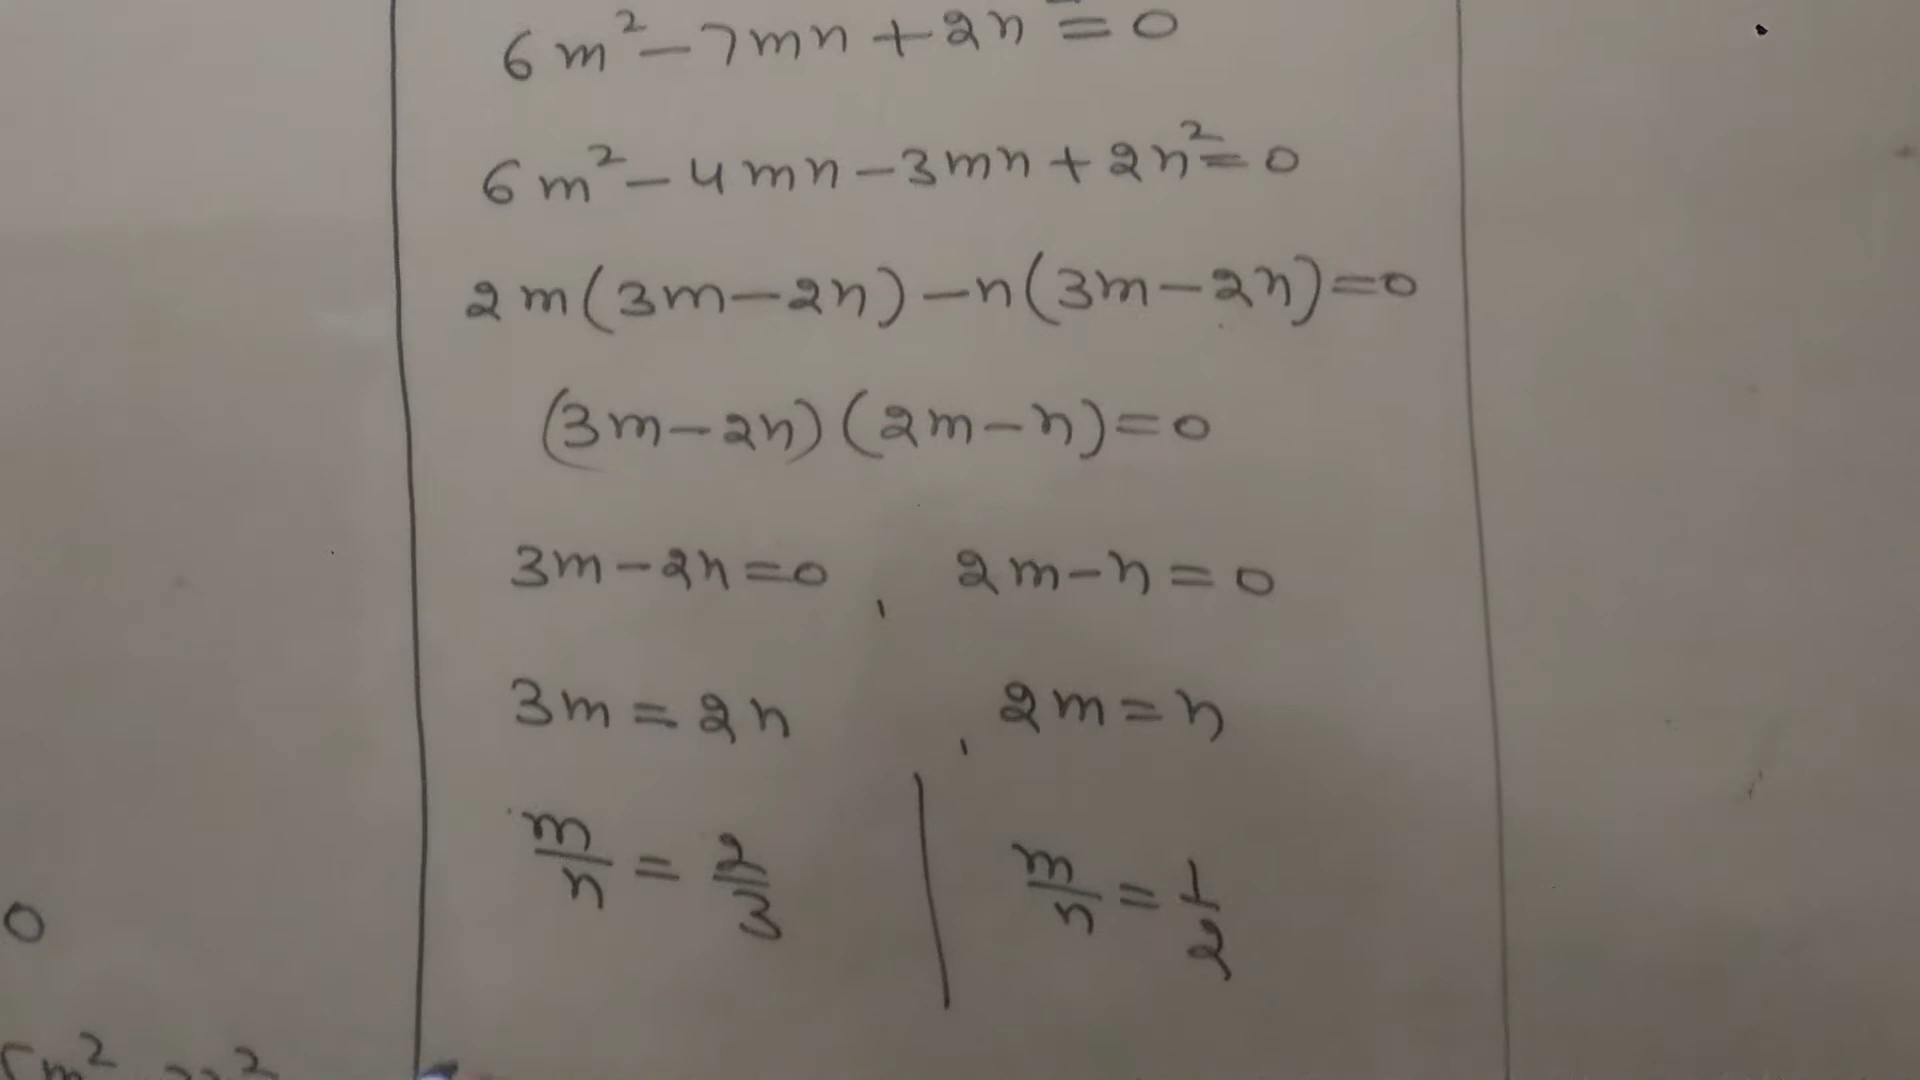 6m² - 7mn + 2n = 0
6m² - 4mn - 3mn + 2n² = 0
2m(3m - 2n) - n(3m - 2n) = 0
(3m - 2n)(2m - n) = 0
3m - 2n = 0 , 2m - n = 0
3m = 2n , 2m = n
m/n = 2/3 | m/n = 1/2
0